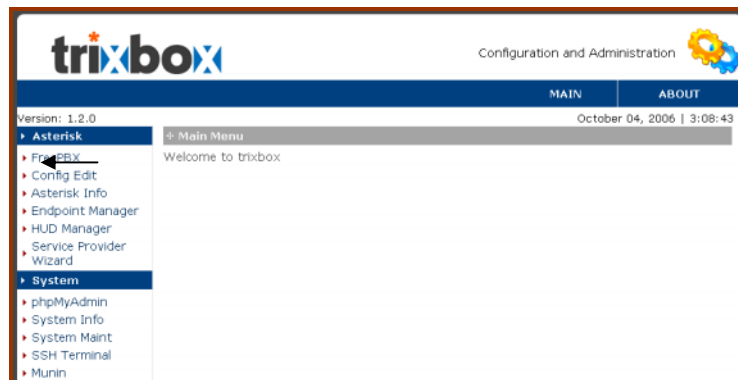 trixbox
Configuration and Administration
MAIN
ABOUT
Version: 1.2.0
October 04, 2006 | 3:08:43
Asterisk
+ Main Menu
FreePBX
Welcome to trixbox
Config Edit
Asterisk Info
Endpoint Manager
HUD Manager
Service Provider
Wizard
System
phpMyAdmin
System Info
System Maint
SSH Terminal
Munin